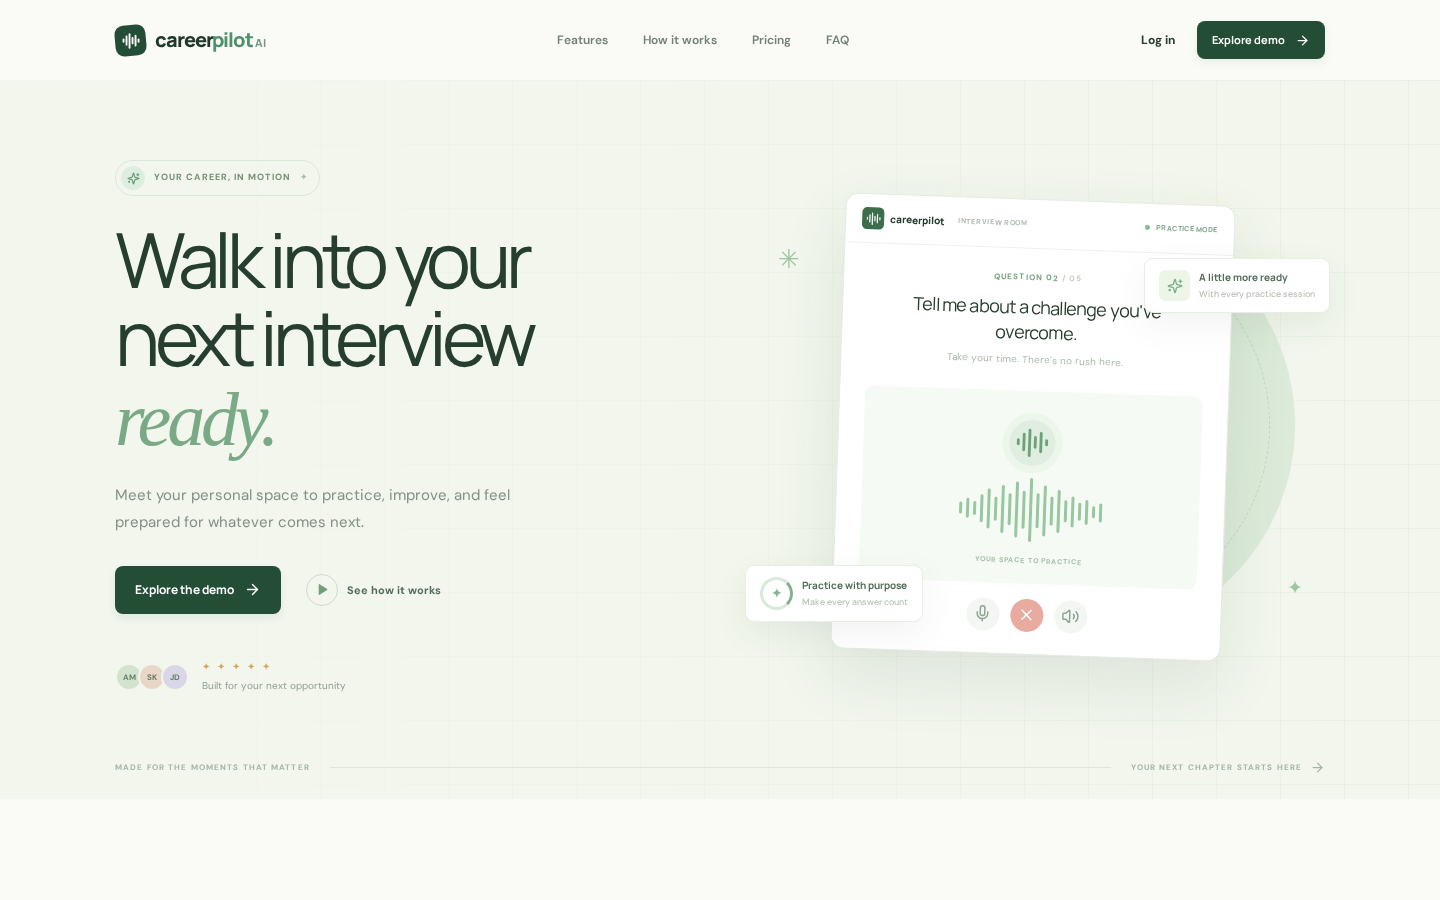 careerpilot AI
Features
How it works
Pricing
FAQ
Log in
Explore demo
YOUR CAREER, IN MOTION
Walk into your
next interview
ready.
Meet your personal space to practice, improve, and feel
prepared for whatever comes next.
Explore the demo
See how it works
AM
SK
JD
Built for your next opportunity
careerpilot
INTERVIEW ROOM
PRACTICE MODE
QUESTION 02 / 05
Tell me about a challenge you've
overcome.
Take your time. There's no rush here.
YOUR SPACE TO PRACTICE
A little more ready
With every practice session
Practice with purpose
Make every answer count
MADE FOR THE MOMENTS THAT MATTER
YOUR NEXT CHAPTER STARTS HERE